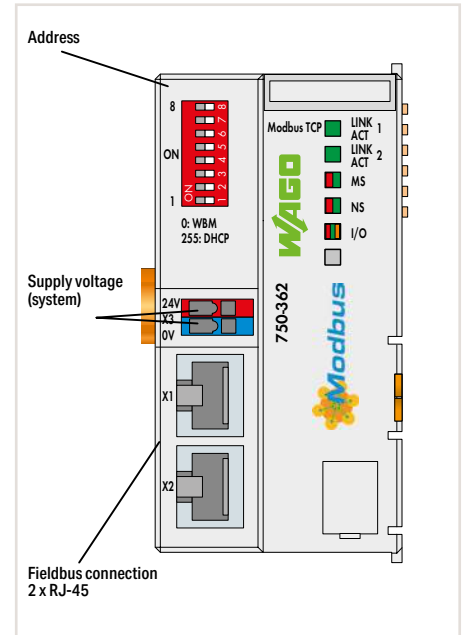 Address
8
ON
1
ON
1 2 3 4 5 6 7 8
0: WBM
255: DHCP
Supply voltage
(system)
24V
X3
0V
X1
X2
Fieldbus connection
2 x RJ-45
Modbus TCP
LINK 1
ACT
LINK 2
ACT
MS
NS
I/O
WAGO
750-362
Modbus